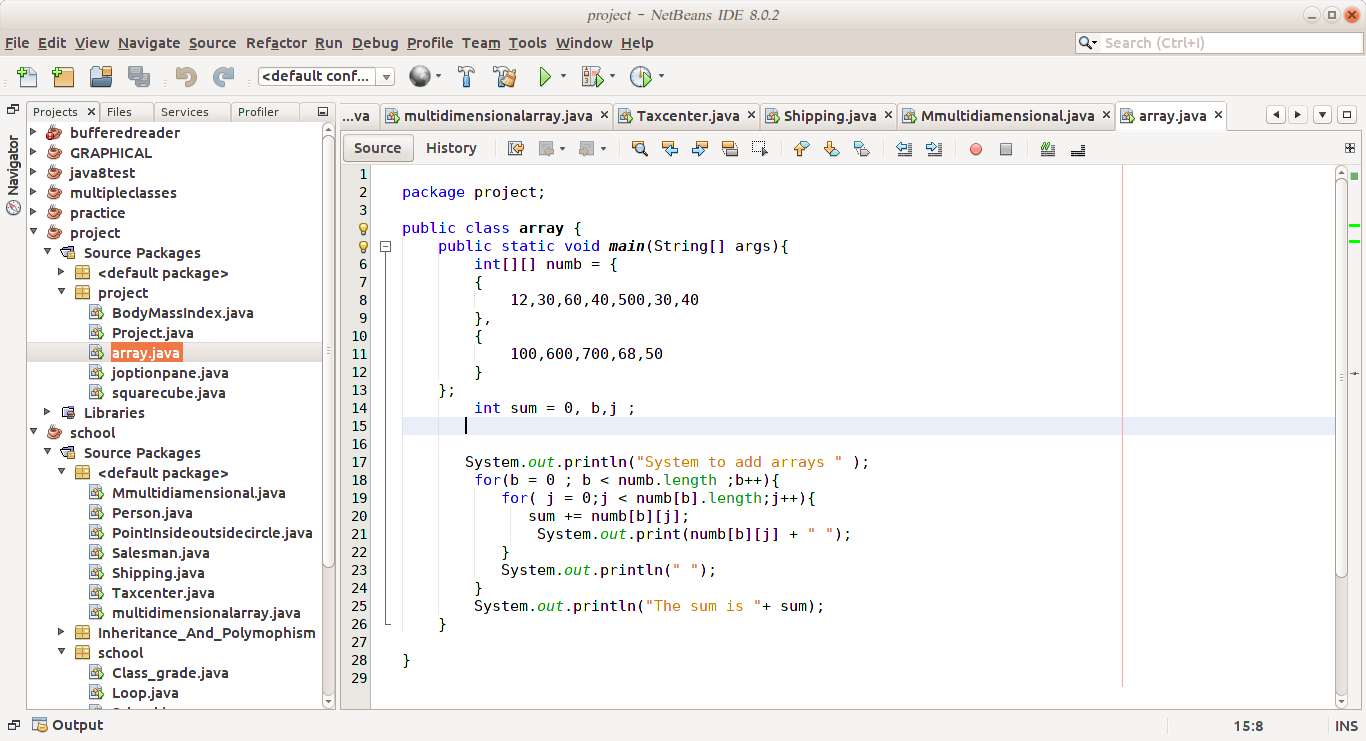 project - NetBeans IDE 8.0.2
File Edit View Navigate Source Refactor Run Debug Profile Team Tools Window Help
Search (Ctrl+I)
<default conf...
Projects Files Services Profiler
Navigator
bufferedreader
GRAPHICAL
java8test
multipleclasses
practice
project
Source Packages
<default package>
project
BodyMassIndex.java
Project.java
array.java
joptionpane.java
squarecube.java
Libraries
school
Source Packages
<default package>
Mmultidiamensional.java
Person.java
PointInsideoutsidecircle.java
Salesman.java
Shipping.java
Taxcenter.java
multidimensionalarray.java
Inheritance_And_Polymophism
school
Class_grade.java
Loop.java
...va multidimensionalarray.java Taxcenter.java Shipping.java Mmultidiamensional.java array.java
Source History
1
2 package project;
3
public class array {
public static void main(String[] args){
6 int[][] numb = {
7 {
8 12,30,60,40,500,30,40
9 },
10 {
11 100,600,700,68,50
12 }
13 };
14 int sum = 0, b,j ;
15
16
17 System.out.println("System to add arrays " );
18 for(b = 0 ; b < numb.length ;b++){
19 for( j = 0;j < numb[b].length;j++){
20 sum += numb[b][j];
21 System.out.print(numb[b][j] + " ");
22 }
23 System.out.println(" ");
24 }
25 System.out.println("The sum is "+ sum);
26 }
27
28 }
29
Output
15:8 INS